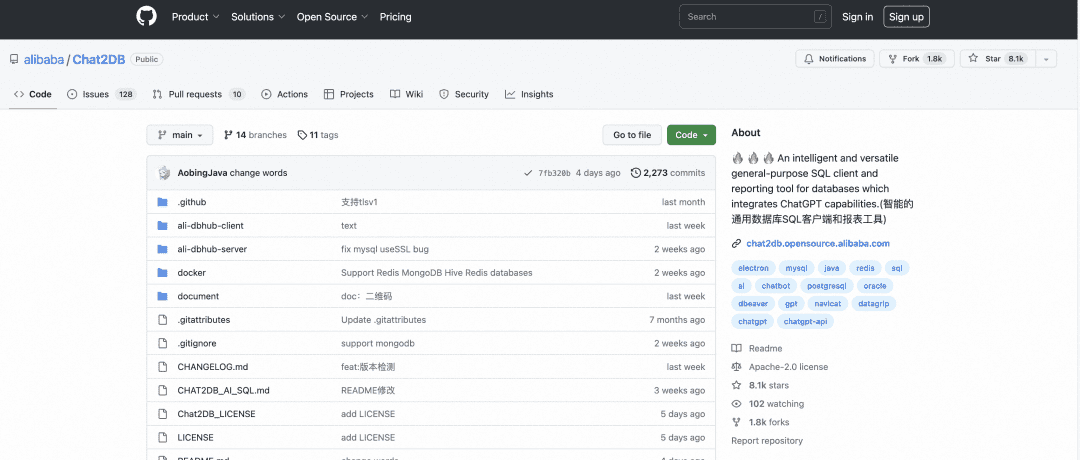 Product Solutions Open Source Pricing Search / Sign in Sign up
alibaba / Chat2DB Public Notifications Fork 1.8k Star 8.1k
Code Issues 128 Pull requests 10 Actions Projects Wiki Security Insights
main 14 branches 11 tags Go to file Code
AobingJava change words 7fb320b 4 days ago 2,273 commits
.github 支持tlsv1 last month
ali-dbhub-client text last week
ali-dbhub-server fix mysql useSSL bug 2 weeks ago
docker Support Redis MongoDB Hive Redis databases 2 weeks ago
document doc：二维码 last week
.gitattributes Update .gitattributes 7 months ago
.gitignore support mongodb 2 weeks ago
CHANGELOG.md feat:版本检测 last week
CHAT2DB_AI_SQL.md README修改 3 weeks ago
Chat2DB_LICENSE add LICENSE 5 days ago
LICENSE add LICENSE 5 days ago
README.md change words 4 days ago
About
🔥 🔥 🔥 An intelligent and versatile
general-purpose SQL client and
reporting tool for databases which
integrates ChatGPT capabilities.(智能的
通用数据库SQL客户端和报表工具)
chat2db.opensource.alibaba.com
electron mysql java redis sql
ai chatbot postgresql oracle
dbeaver gpt navicat datagrip
chatgpt chatgpt-api
Readme
Apache-2.0 license
8.1k stars
102 watching
1.8k forks
Report repository